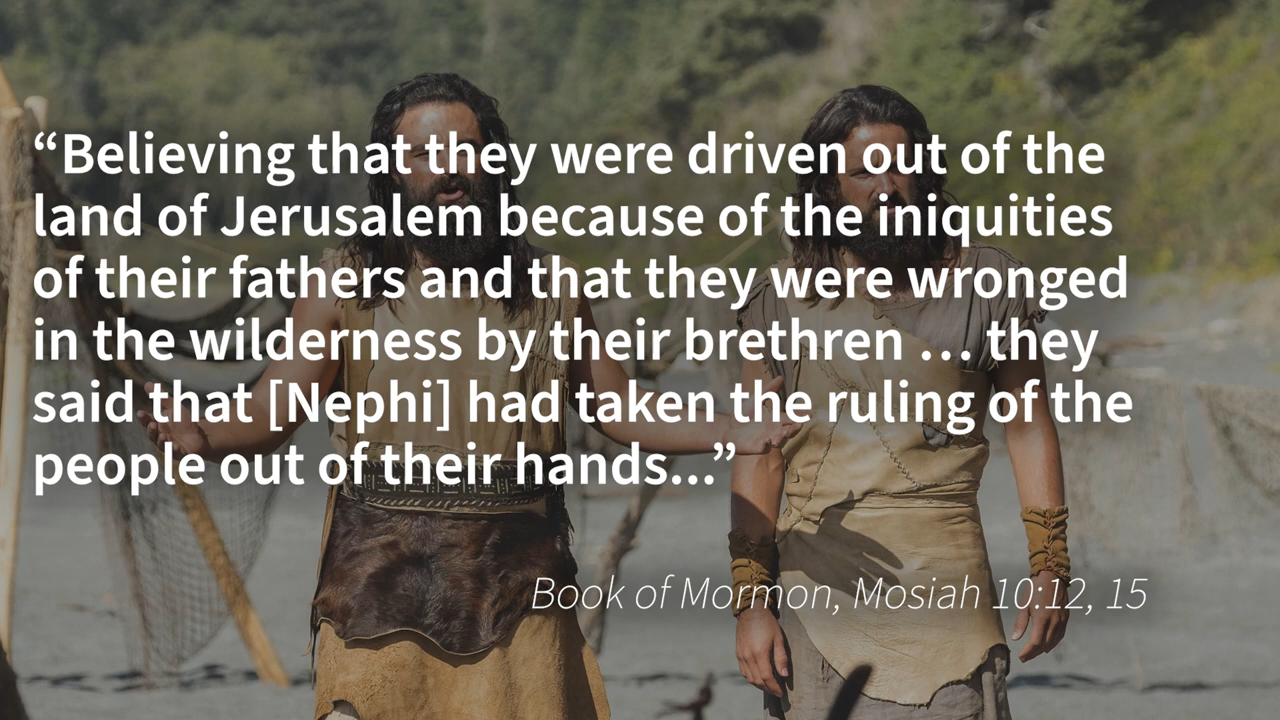 “Believing that they were driven out of the
land of Jerusalem because of the iniquities
of their fathers and that they were wronged
in the wilderness by their brethren … they
said that [Nephi] had taken the ruling of the
people out of their hands...”
Book of Mormon, Mosiah 10:12, 15